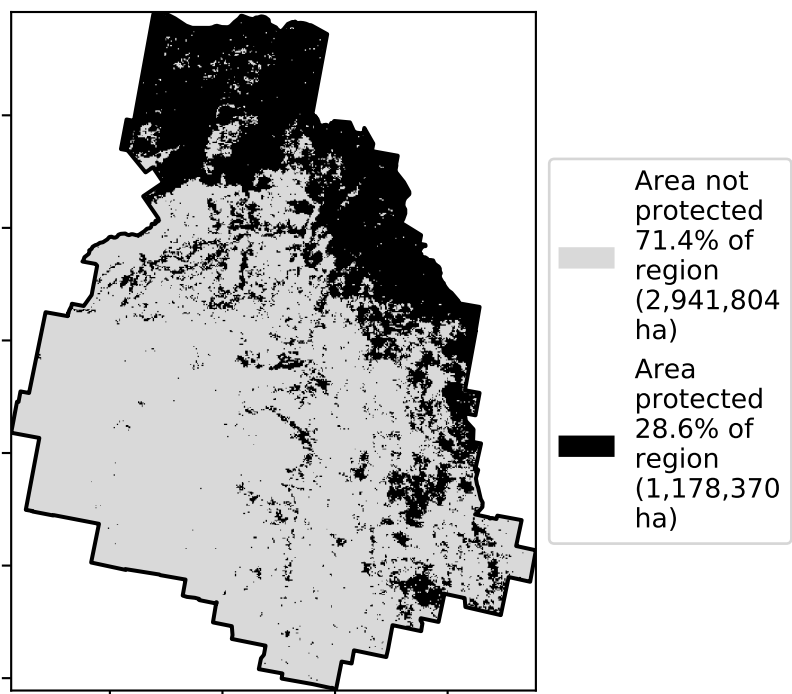 Area not
protected
71.4% of
region
(2,941,804
ha)
Area
protected
28.6% of
region
(1,178,370
ha)